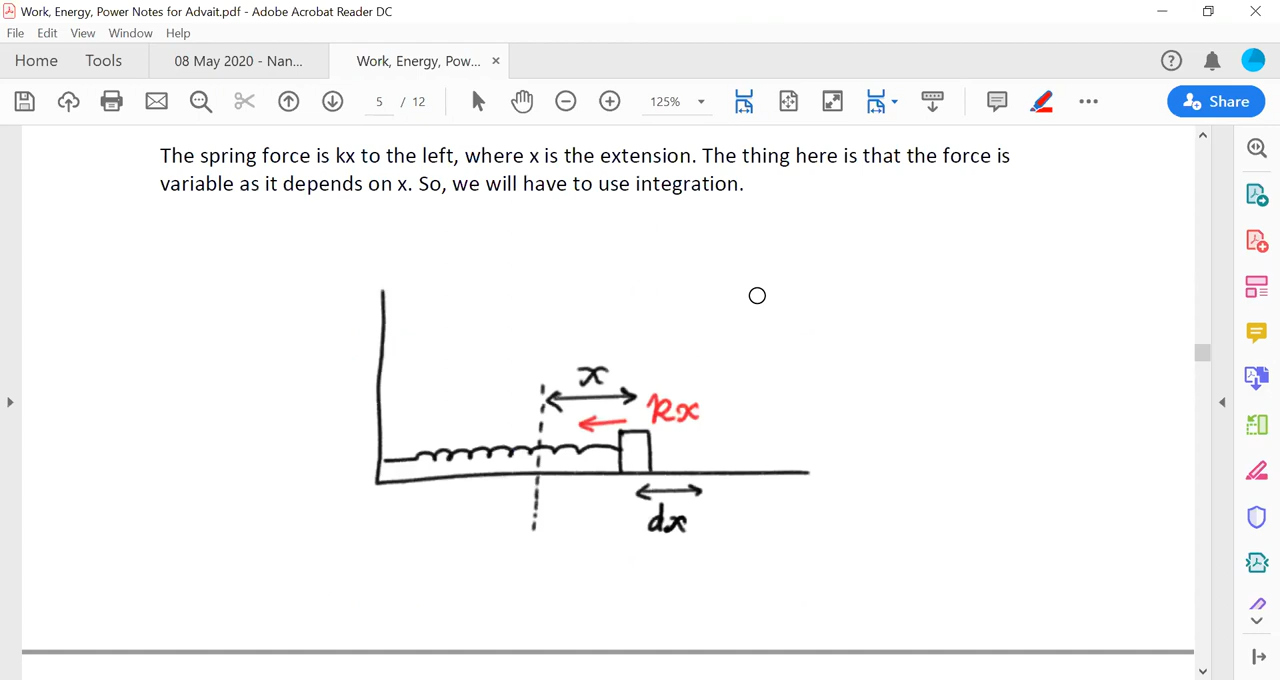 Work, Energy, Power Notes for Advait.pdf - Adobe Acrobat Reader DC
File Edit View Window Help
Home Tools 08 May 2020 - Nan... Work, Energy, Pow... ×
5 / 12 125% Share
The spring force is kx to the left, where x is the extension. The thing here is that the force is
variable as it depends on x. So, we will have to use integration.
x
kx
dx